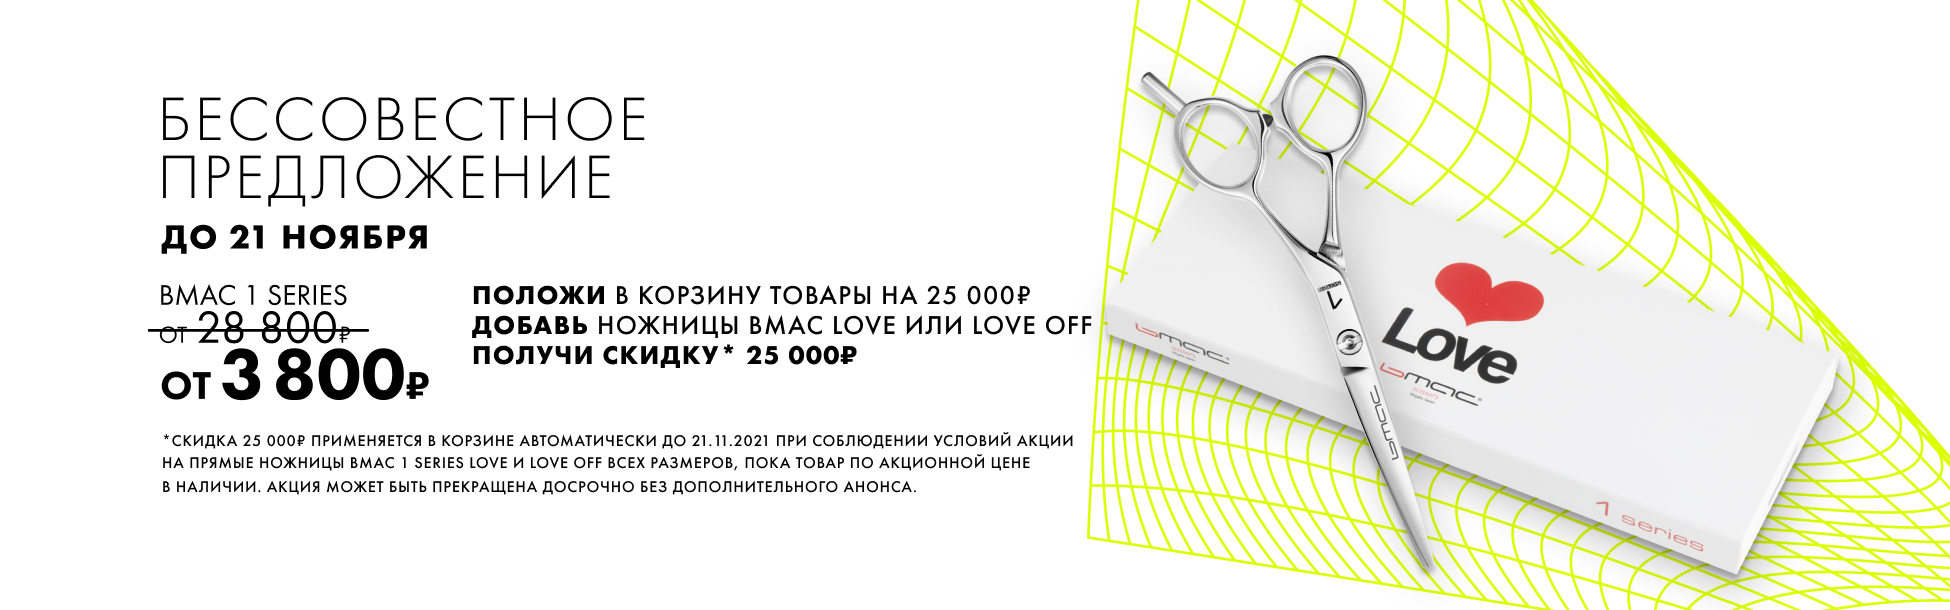 БЕССОВЕСТНОЕ
ПРЕДЛОЖЕНИЕ
ДО 21 НОЯБРЯ
BMAC 1 SERIES
ОТ 28 800₽
ОТ 3 800₽
ПОЛОЖИ В КОРЗИНУ ТОВАРЫ НА 25 000₽
ДОБАВЬ НОЖНИЦЫ BMAC LOVE ИЛИ LOVE OFF
ПОЛУЧИ СКИДКУ* 25 000₽
*СКИДКА 25 000₽ ПРИМЕНЯЕТСЯ В КОРЗИНЕ АВТОМАТИЧЕСКИ ДО 21.11.2021 ПРИ СОБЛЮДЕНИИ УСЛОВИЙ АКЦИИ
НА ПРЯМЫЕ НОЖНИЦЫ BMAC 1 SERIES LOVE И LOVE OFF ВСЕХ РАЗМЕРОВ, ПОКА ТОВАР ПО АКЦИОННОЙ ЦЕНЕ
В НАЛИЧИИ. АКЦИЯ МОЖЕТ БЫТЬ ПРЕКРАЩЕНА ДОСРОЧНО БЕЗ ДОПОЛНИТЕЛЬНОГО АНОНСА.
1
bmac
bmac
Love
bmac
1 series